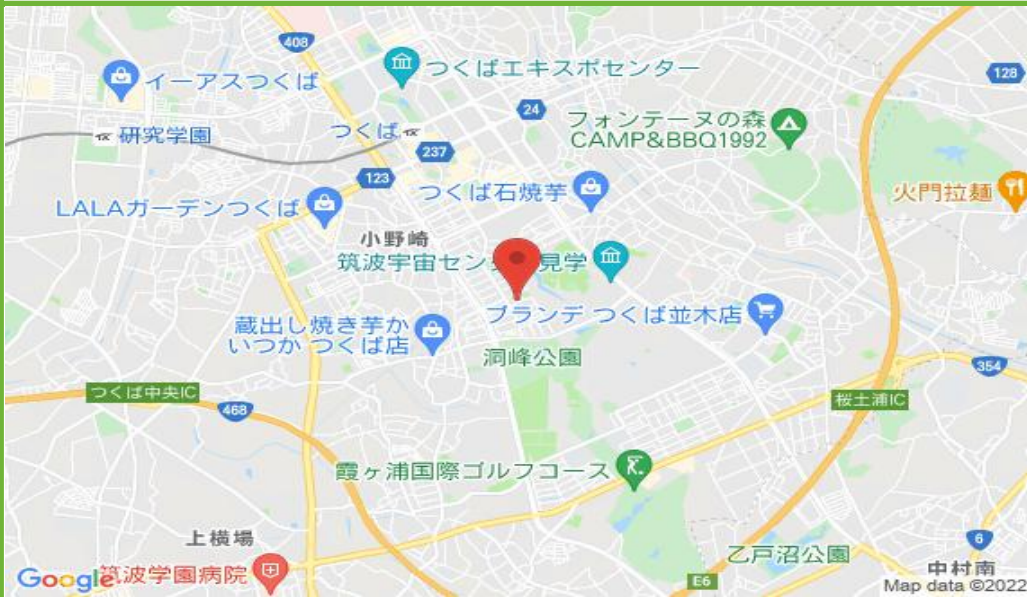 408
イーアスつくば
つくばエキスポセンター
128
24
フォンテーヌの森
CAMP&BBQ1992
研究学園
つくば
237
123
つくば石焼芋
火門拉麺
LALAガーデンつくば
小野崎
筑波宇宙セン
見学
蔵出し焼き芋か
いつか つくば店
ブランデ つくば並木店
洞峰公園
354
つくば中央IC
468
桜土浦IC
霞ヶ浦国際ゴルフコース
上横場
乙戸沼公園
6
Google
筑波学園病院
E6
中村南
Map data ©2022